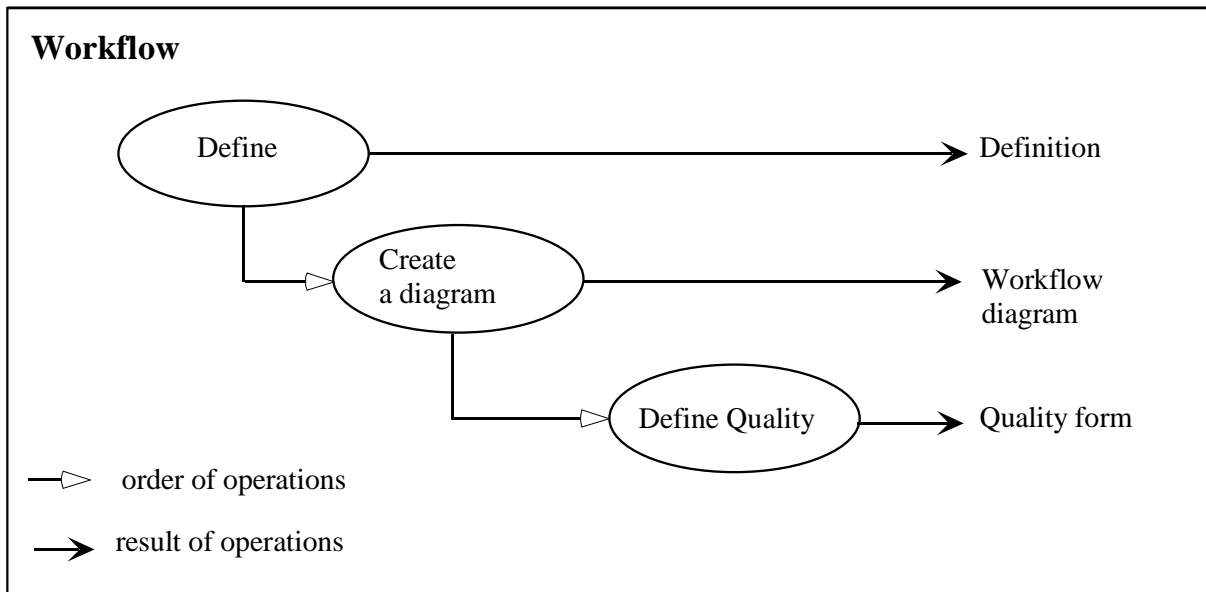 Workflow
Define
Definition
Create
a diagram
Workflow
diagram
Define Quality
Quality form
order of operations
result of operations